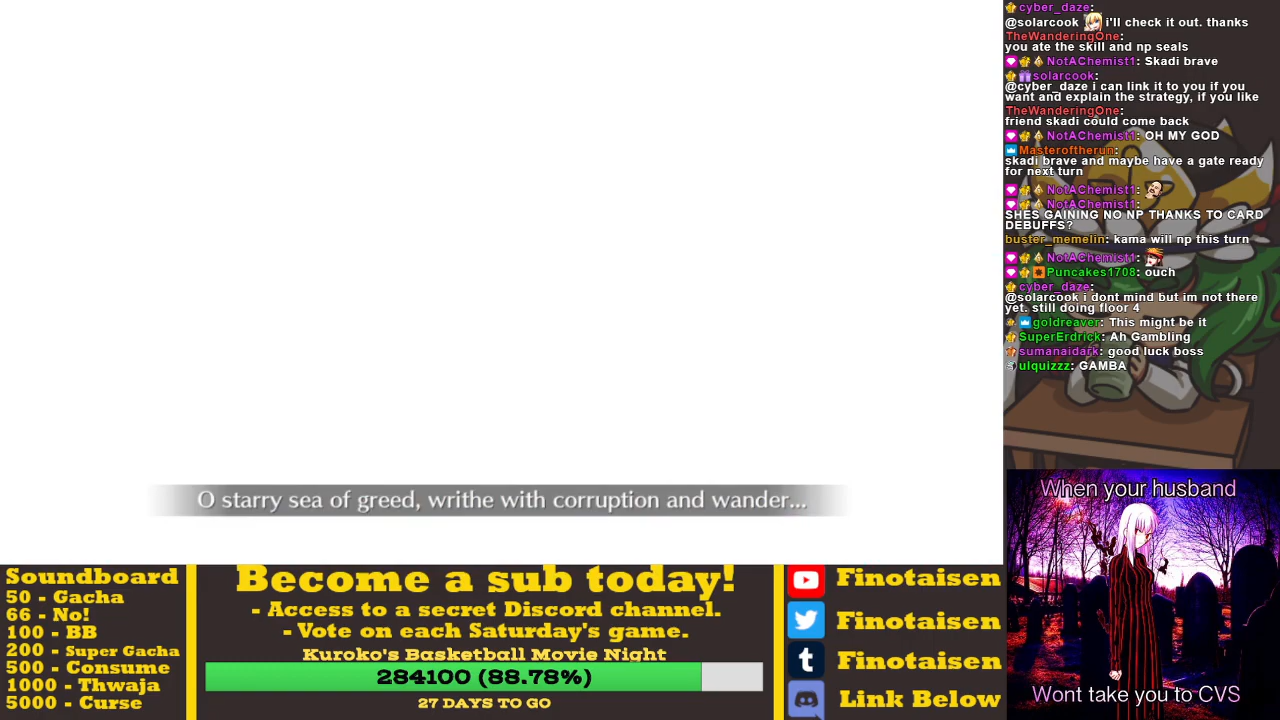 cyber_daze:
@solarcook i'll check it out. thanks
TheWanderingOne:
you ate the skill and np seals
NotAChemist1: Skadi brave
solarcook:
@cyber_daze i can link it to you if you
want and explain the strategy, if you like
TheWanderingOne:
friend skadi could come back
NotAChemist1: OH MY GOD
Masteroftherun:
skadi brave and maybe have a gate ready
for next turn
NotAChemist1:
NotAChemist1:
SHES GAINING NO NP THANKS TO CARD
DEBUFFS?
buster_memelin: kama will np this turn
NotAChemist1:
Puncakes1708: ouch
cyber_daze:
@solarcook i dont mind but im not there
yet. still doing floor 4
goldreaver: This might be it
SuperErdrick: Ah Gambling
sumanaidark: good luck boss
ulquizzz: GAMBA
O starry sea of greed, writhe with corruption and wander...
Soundboard
50 - Gacha
66 - No!
100 - BB
200 - Super Gacha
500 - Consume
1000 - Thwaja
5000 - Curse
Become a sub today!
- Access to a secret Discord channel.
- Vote on each Saturday's game.
Kuroko's Basketball Movie Night
284100 (88.78%)
27 DAYS TO GO
Finotaisen
Finotaisen
t Finotaisen
Link Below
When your husband
Wont take you to CVS